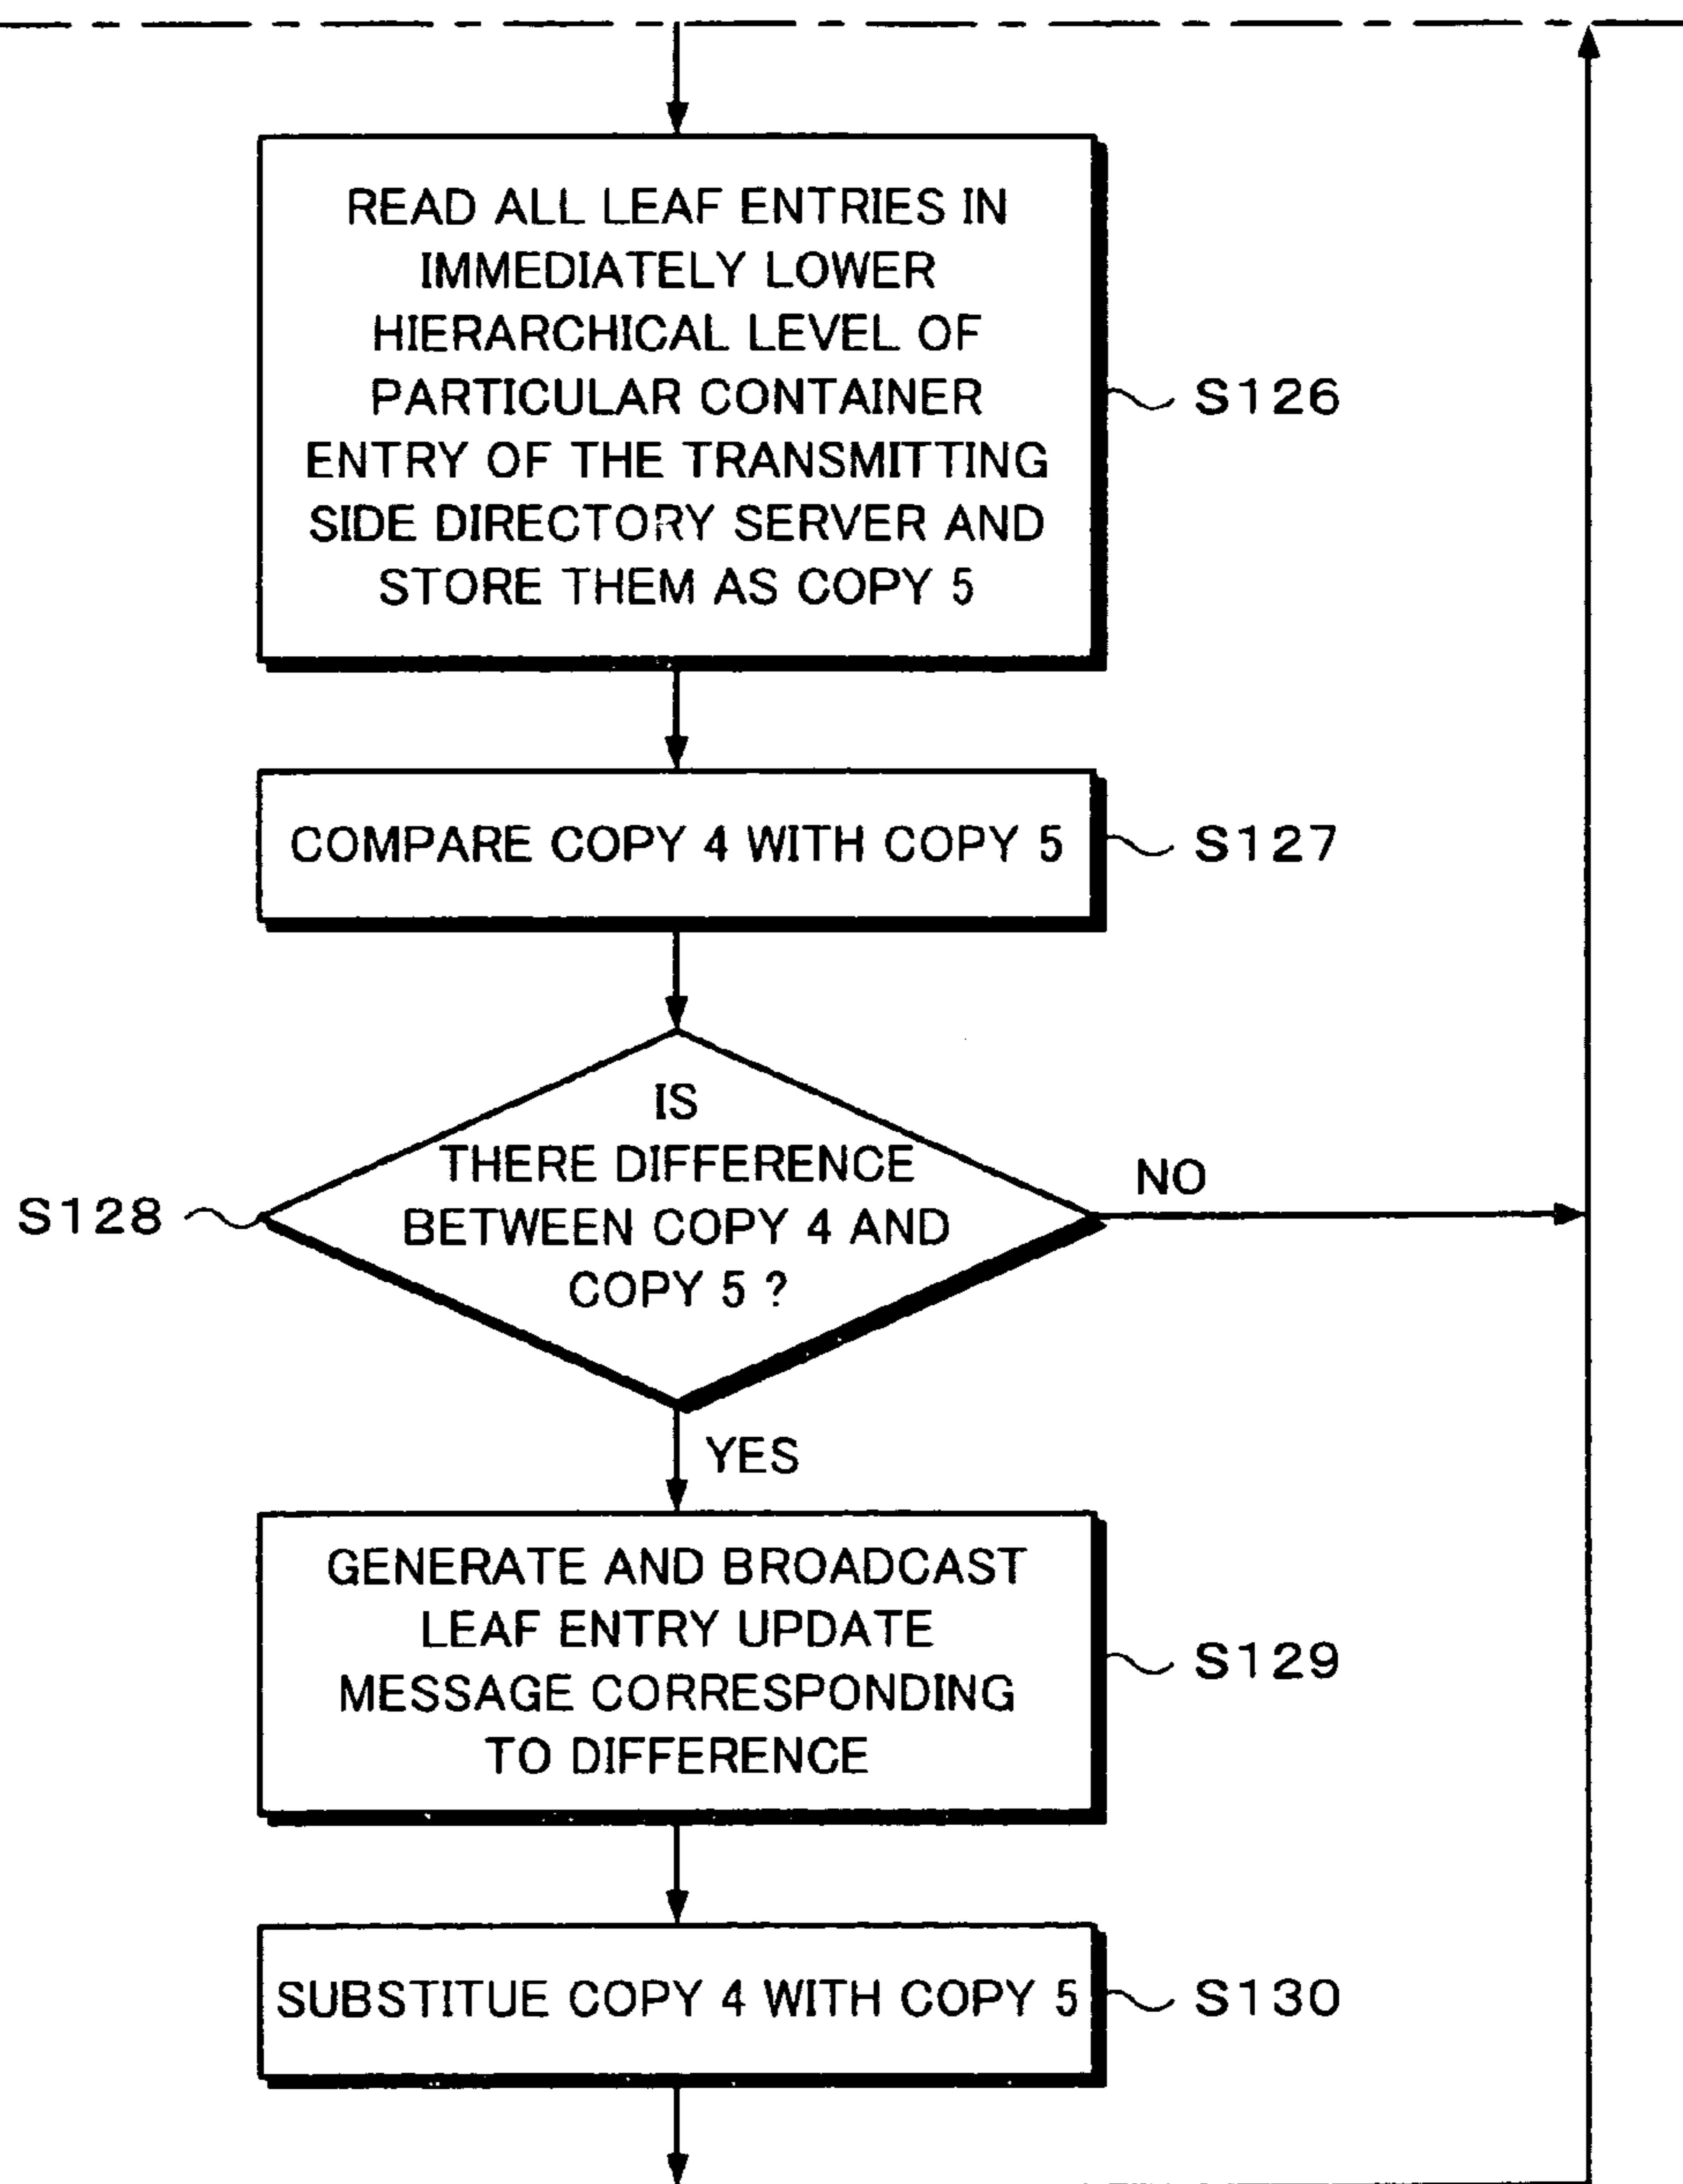 READ ALL LEAF ENTRIES IN
IMMEDIATELY LOWER
HIERARCHICAL LEVEL OF
PARTICULAR CONTAINER
ENTRY OF THE TRANSMITTING
SIDE DIRECTORY SERVER AND
STORE THEM AS COPY 5
S126
COMPARE COPY 4 WITH COPY 5
S127
IS
THERE DIFFERENCE
BETWEEN COPY 4 AND
COPY 5 ?
S128
NO
YES
GENERATE AND BROADCAST
LEAF ENTRY UPDATE
MESSAGE CORRESPONDING
TO DIFFERENCE
S129
SUBSTITUE COPY 4 WITH COPY 5
S130